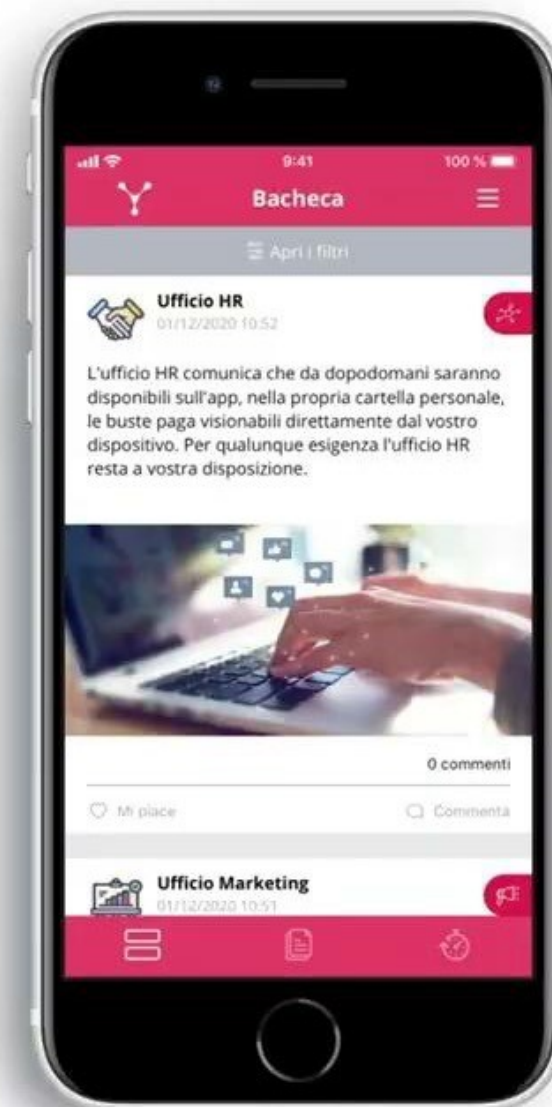 9:41
100 %
Bacheca
Apri i filtri
Ufficio HR
01/12/2020 10:52
L'ufficio HR comunica che da dopodomani saranno
disponibili sull'app, nella propria cartella personale,
le buste paga visionabili direttamente dal vostro
dispositivo. Per qualunque esigenza l'ufficio HR
resta a vostra disposizione.
0 commenti
Mi piace
Commenta
Ufficio Marketing
01/12/2020 10:51